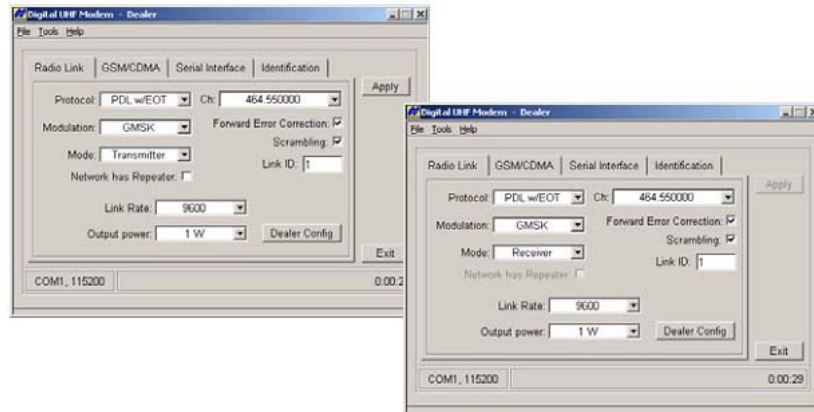 Digital UHF Modem - Dealer
File Tools Help
Radio Link GSM/CDMA Serial Interface Identification
Apply
Protocol: PDL w/EOT Ch: 464.550000
Modulation: GMSK Forward Error Correction:
Scrambling:
Mode: Transmitter Link ID: 1
Network has Repeater:
Link Rate: 9600
Output power: 1 W Dealer Config
Exit
COM1, 115200
Digital UHF Modem - Dealer
File Tools Help
Radio Link GSM/CDMA Serial Interface Identification
Apply
Protocol: PDL w/EOT Ch: 464.550000
Modulation: GMSK Forward Error Correction:
Scrambling:
Mode: Receiver Link ID: 1
Network has Repeater:
Link Rate: 9600
Output power: 1 W Dealer Config
Exit
COM1, 115200 0:00:29